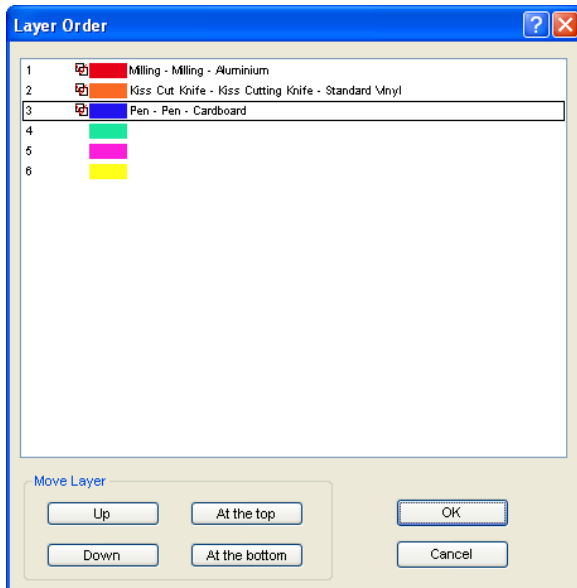 Layer Order
1 Milling - Milling - Aluminium
2 Kiss Cut Knife - Kiss Cutting Knife - Standard Vinyl
3 Pen - Pen - Cardboard
4
5
6
Move Layer
Up At the top OK
Down At the bottom Cancel